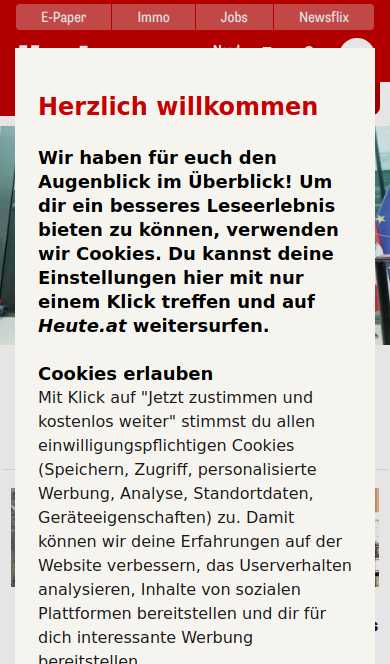 E-Paper
Immo
Jobs
Newsflix
Herzlich willkommen
Wir haben für euch den
Augenblick im Überblick! Um
dir ein besseres Leseerlebnis
bieten zu können, verwenden
wir Cookies. Du kannst deine
Einstellungen hier mit nur
einem Klick treffen und auf
Heute.at weitersurfen.
Cookies erlauben
Mit Klick auf "Jetzt zustimmen und
kostenlos weiter" stimmst du allen
einwilligungspflichtigen Cookies
(Speichern, Zugriff, personalisierte
Werbung, Analyse, Standortdaten,
Geräteeigenschaften) zu. Damit
können wir deine Erfahrungen auf der
Website verbessern, das Userverhalten
analysieren, Inhalte von sozialen
Plattformen bereitstellen und dir für
dich interessante Werbung
bereitstellen